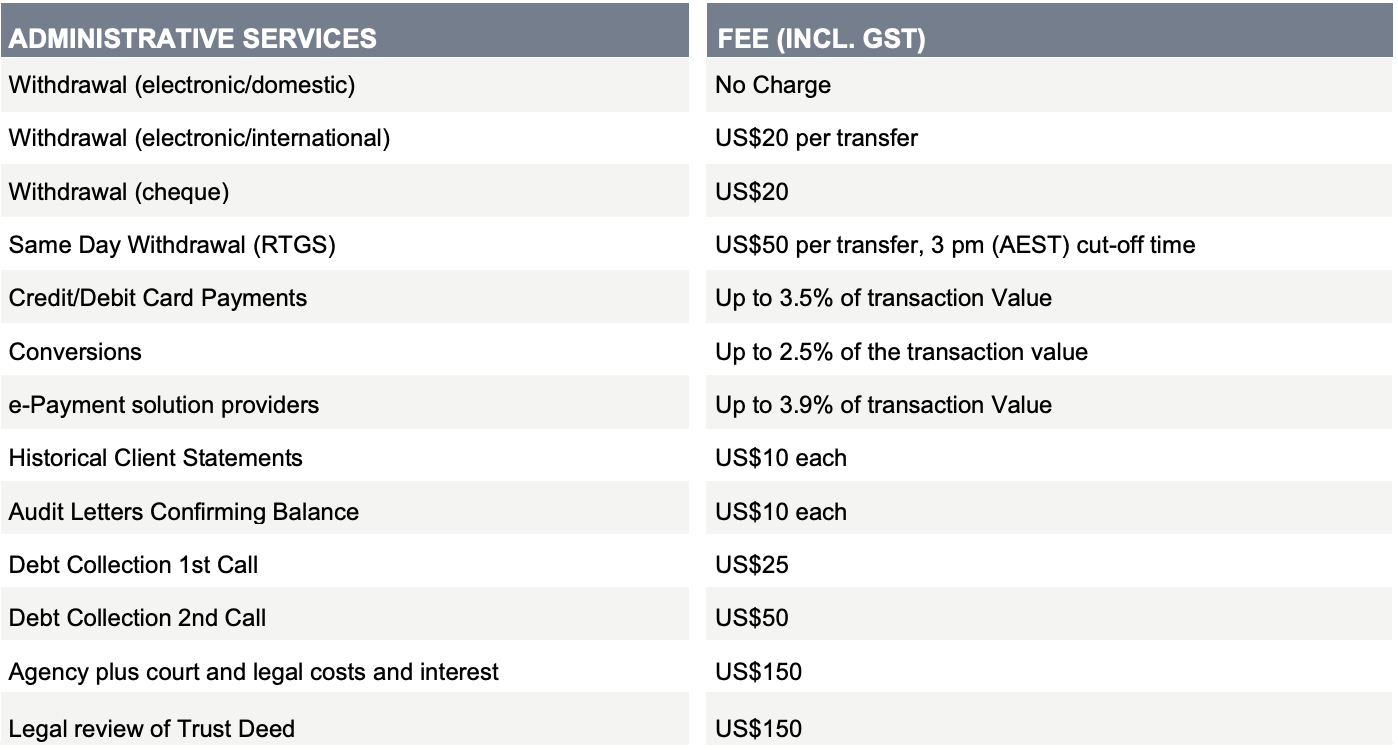 ADMINISTRATIVE SERVICES FEE (INCL. GST)
Withdrawal (electronic/domestic) No Charge
Withdrawal (electronic/international) US$20 per transfer
Withdrawal (cheque) US$20
Same Day Withdrawal (RTGS) US$50 per transfer, 3 pm (AEST) cut-off time
Credit/Debit Card Payments Up to 3.5% of transaction Value
Conversions Up to 2.5% of the transaction value
e-Payment solution providers Up to 3.9% of transaction Value
Historical Client Statements US$10 each
Audit Letters Confirming Balance US$10 each
Debt Collection 1st Call US$25
Debt Collection 2nd Call US$50
Agency plus court and legal costs and interest US$150
Legal review of Trust Deed US$150